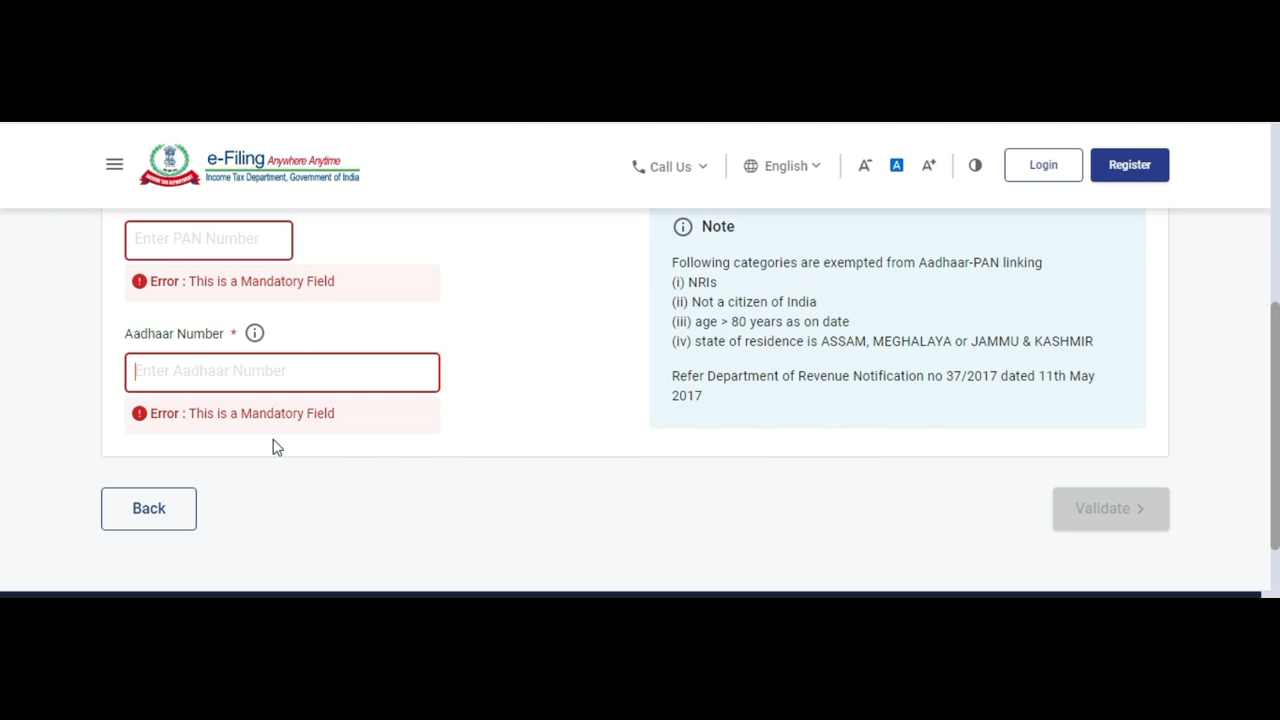 e-Filing Anywhere Anytime
Income Tax Department, Government of India
Call Us
English
A-
A
A+
Login
Register
Enter PAN Number
Error : This is a Mandatory Field
Aadhaar Number *
Enter Aadhaar Number
Error : This is a Mandatory Field
Note
Following categories are exempted from Aadhaar-PAN linking
(i) NRIs
(ii) Not a citizen of India
(iii) age > 80 years as on date
(iv) state of residence is ASSAM, MEGHALAYA or JAMMU & KASHMIR
Refer Department of Revenue Notification no 37/2017 dated 11th May
2017
Back
Validate >